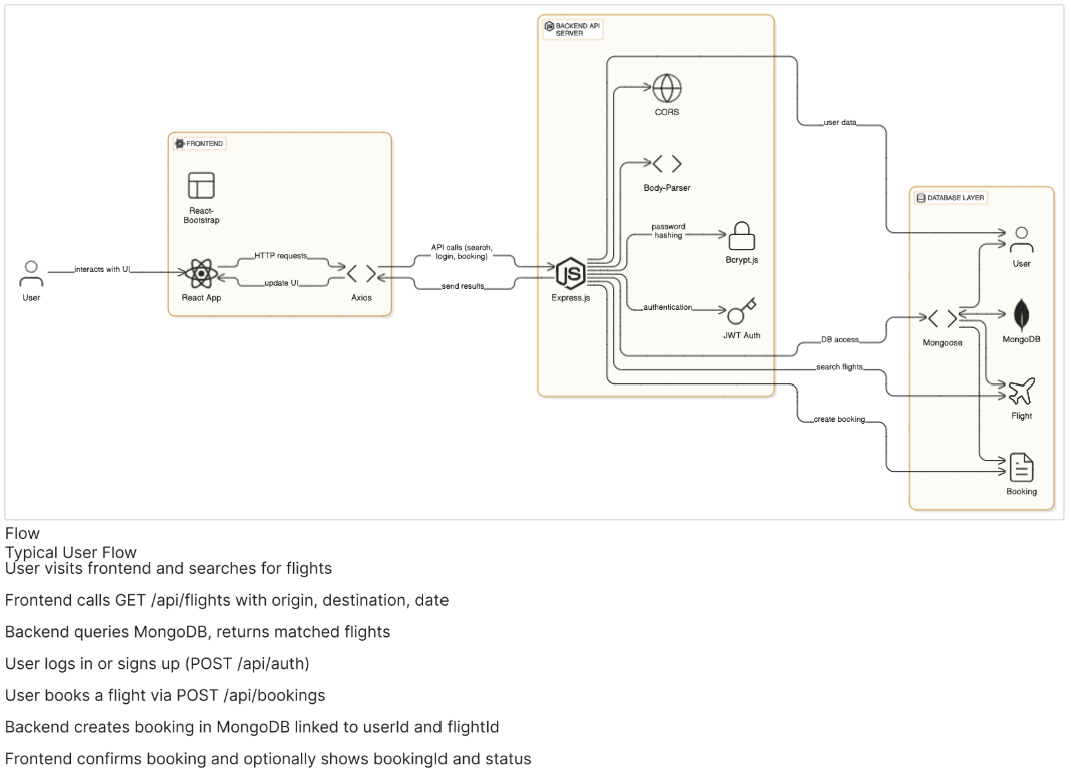 BACKEND API
SERVER
CORS
user data
FRONTEND
Body-Parser
React-
Bootstrap
DATABASE LAYER
password
hashing
Bcrypt.js
API calls (search,
login, booking)
HTTP requests
User
interacts with UI
update UI
send results
User
React App
Axios
Express.js
authentication
JWT Auth
DB access
Mongoose
MongoDB
search flights
Flight
create booking
Booking
Flow
Typical User Flow
User visits frontend and searches for flights
Frontend calls GET /api/flights with origin, destination, date
Backend queries MongoDB, returns matched flights
User logs in or signs up (POST /api/auth)
User books a flight via POST /api/bookings
Backend creates booking in MongoDB linked to userId and flightId
Frontend confirms booking and optionally shows bookingId and status